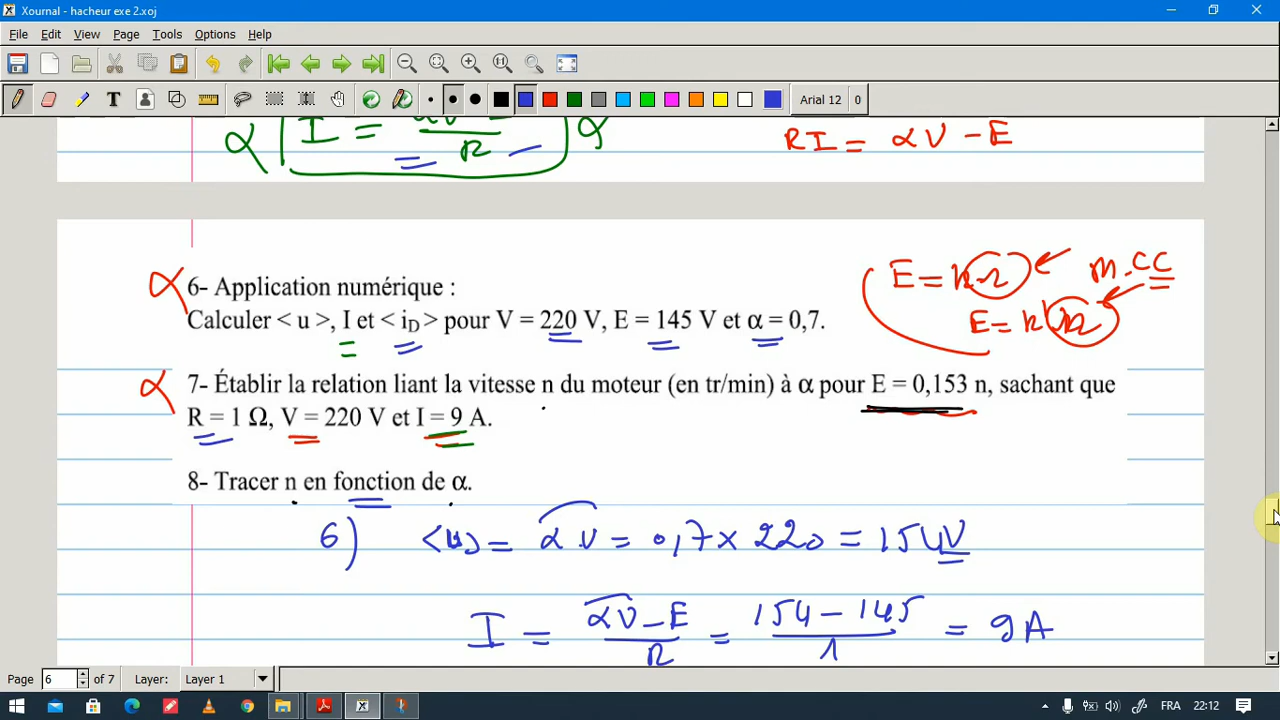 Xournal - hacheur exe 2.xoj
File Edit View Page Tools Options Help
T Arial 12 0
I = αV
R
RI = αV - E
6- Application numérique :
Calculer < u >, I et < iD > pour V = 220 V, E = 145 V et α = 0,7.
E = k n m.CC
E = k
7- Établir la relation liant la vitesse n du moteur (en tr/min) à α pour E = 0,153 n, sachant que
R = 1 Ω, V = 220 V et I = 9 A.
8- Tracer n en fonction de α.
6) <u> = αv = 0,7 x 220 = 154V
I = αv - E / R = 154 - 145 / 1 = 9A
Page 6 of 7 Layer: Layer 1
FRA 22:12